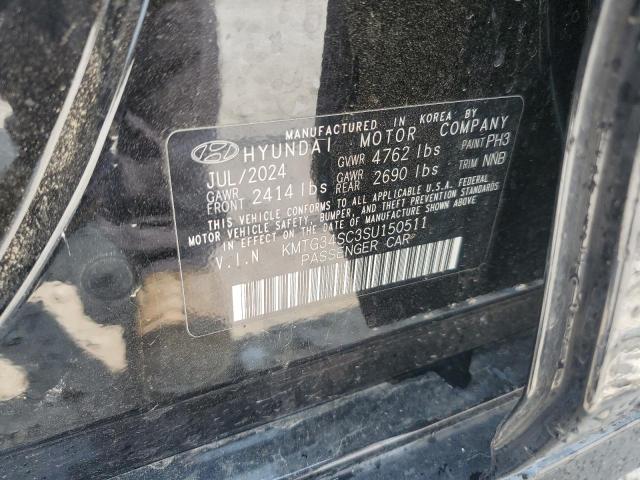 MANUFACTURED IN KOREA BY
HYUNDAI MOTOR COMPANY
JUL/2024 GVWR 4762 lbs PAINT PH3
GAWR FRONT 2414 lbs GAWR REAR 2690 lbs TRIM NNB
THIS VEHICLE CONFORMS TO ALL APPLICABLE U.S.A. FEDERAL
MOTOR VEHICLE SAFETY, BUMPER, AND THEFT PREVENTION STANDARDS
IN EFFECT ON THE DATE OF MANUFACTURE SHOWN ABOVE.
V.I.N KMTG34SC3SU150511
PASSENGER CAR